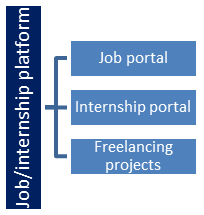 Job/internship platform
Job portal
Internship portal
Freelancing
projects